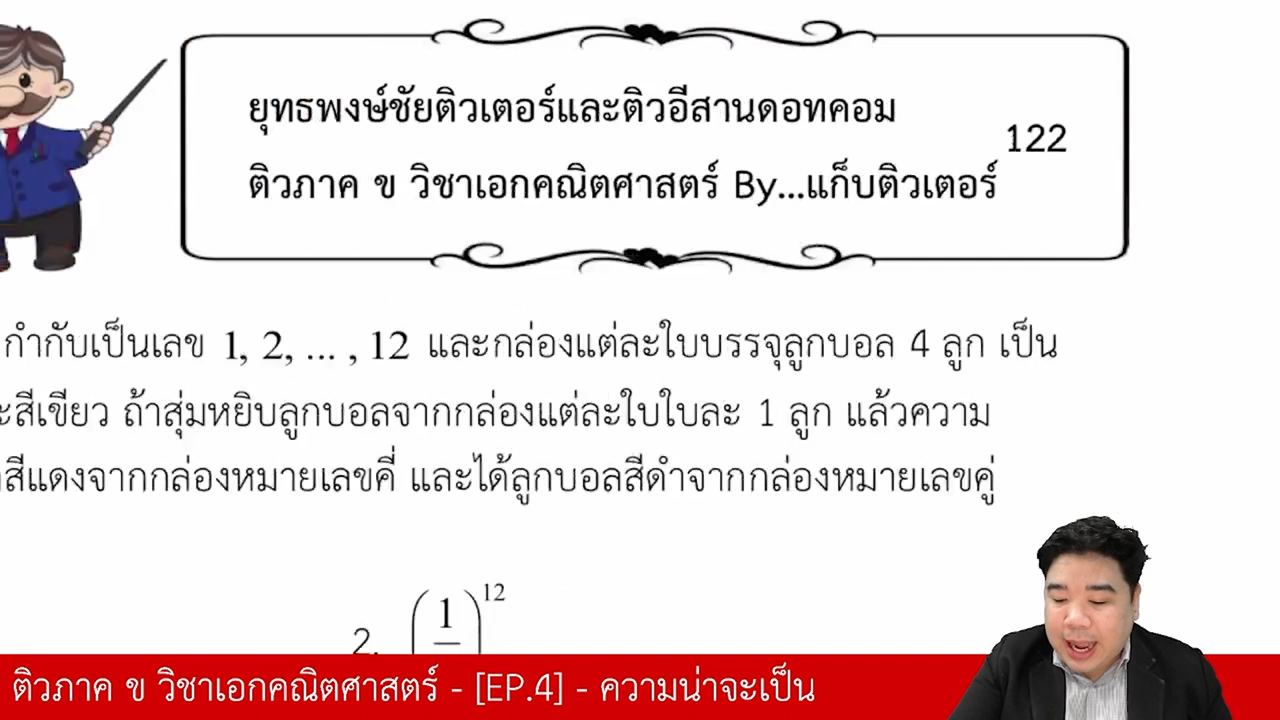 ยุทธพงษ์ชัยติวเตอร์และติวอีสานดอทคอม
122
ติวภาค ข วิชาเอกคณิตศาสตร์ By...แก็บติวเตอร์
กำกับเป็นเลข 1, 2, ... , 12 และกล่องแต่ละใบบรรจุลูกบอล 4 ลูก เป็น
ะสีเขียว ถ้าสุ่มหยิบลูกบอลจากกล่องแต่ละใบใบละ 1 ลูก แล้วความ
สีแดงจากกล่องหมายเลขคี่ และได้ลูกบอลสีดำจากกล่องหมายเลขคู่
2. (1 )12
ติวภาค ข วิชาเอกคณิตศาสตร์ - [EP.4] - ความน่าจะเป็น